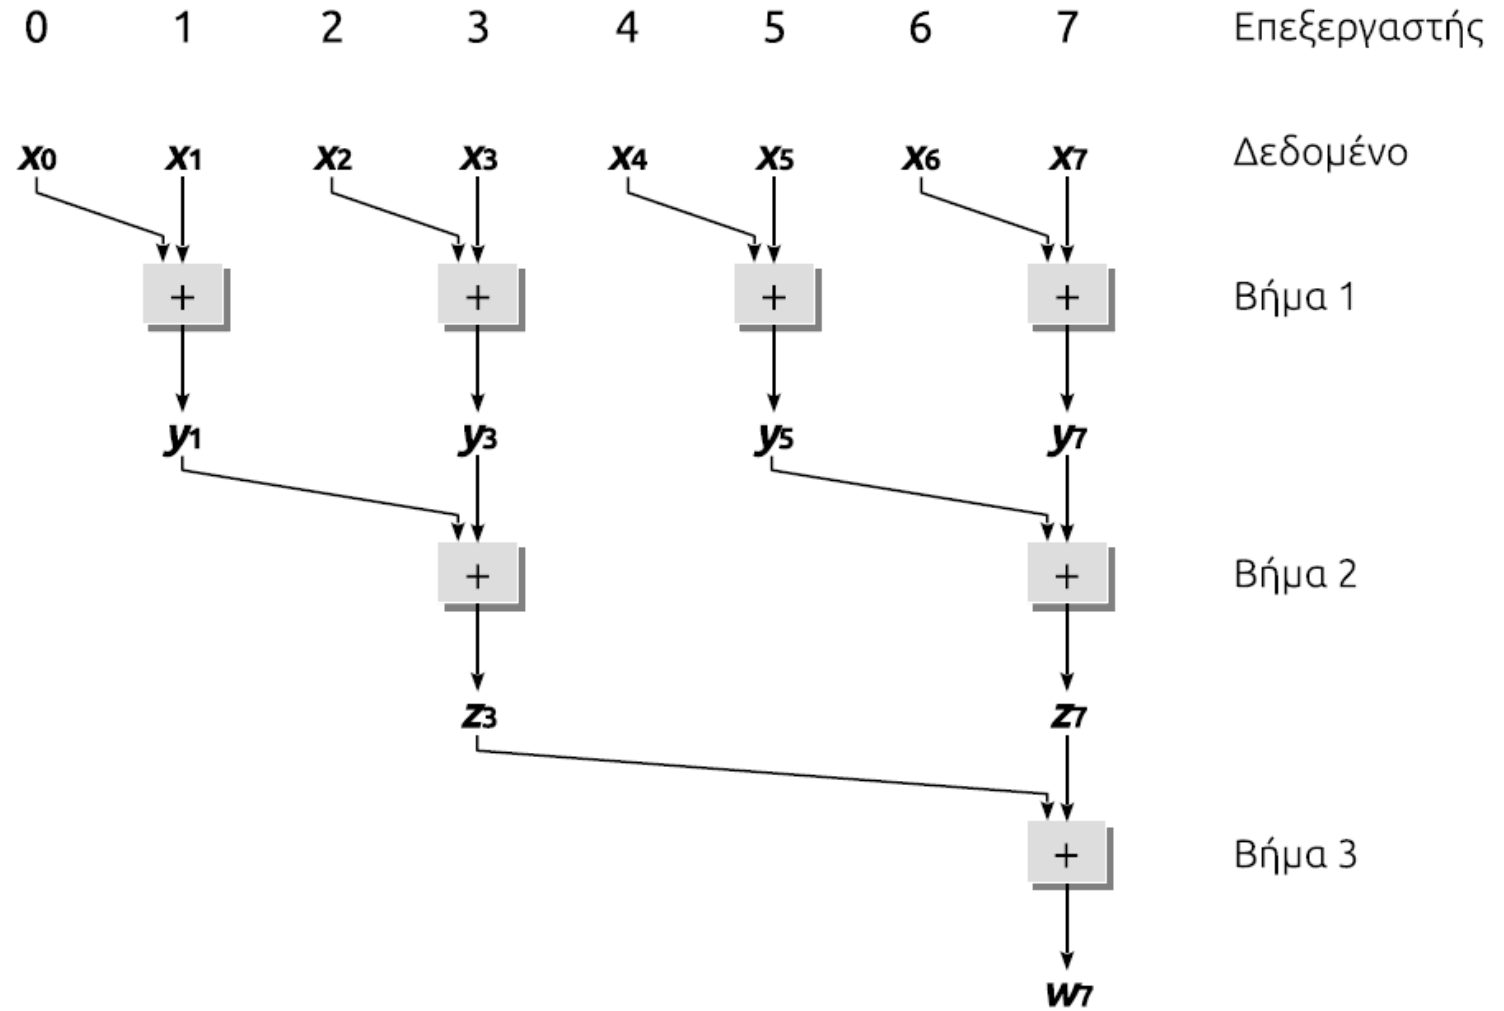 0 1 2 3 4 5 6 7 Επεξεργαστής
x0 x1 x2 x3 x4 x5 x6 x7 Δεδομένο
+ + + + Βήμα 1
y1 y3 y5 y7
+ + Βήμα 2
z3 z7
+ Βήμα 3
w7